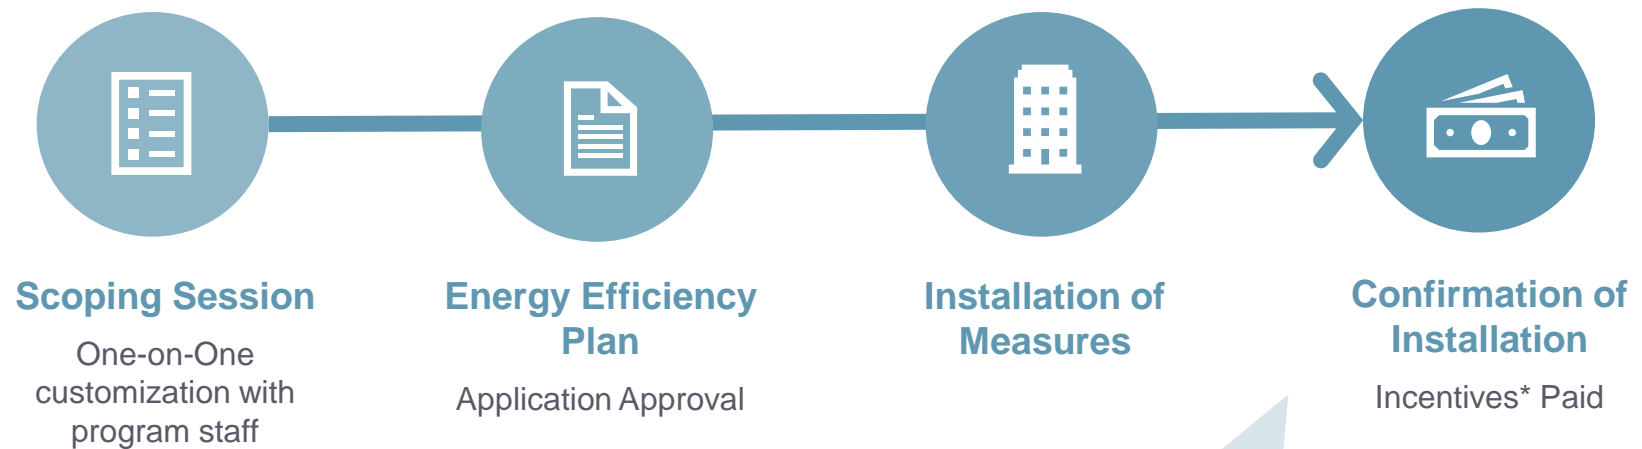 Scoping Session
One-on-One
customization with
program staff
Energy Efficiency
Plan
Application Approval
Installation of
Measures
Confirmation of
Installation
Incentives* Paid